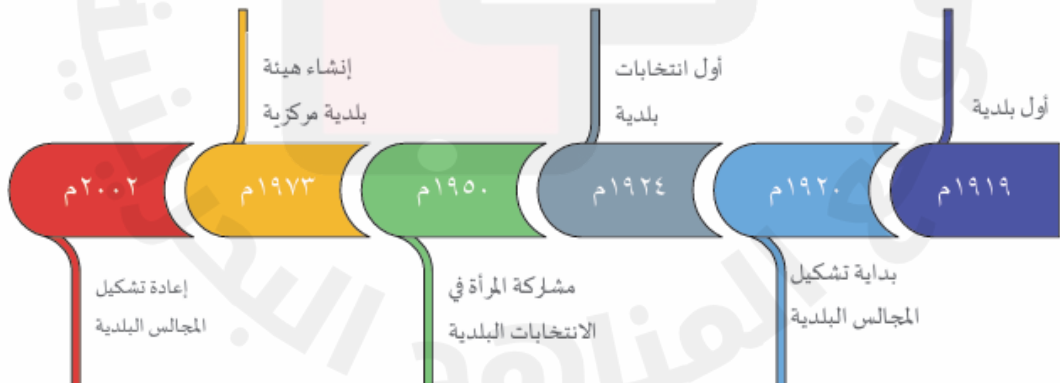 أول بلدية
١٩١٩م
١٩٢٠م
بداية تشكيل
المجالس البلدية
أول انتخابات
بلدية
١٩٢٤م
١٩٥٠م
مشاركة المرأة في
الانتخابات البلدية
إنشاء هيئة
بلدية مركزية
١٩٧٣م
٢٠٠٢م
إعادة تشكيل
المجالس البلدية